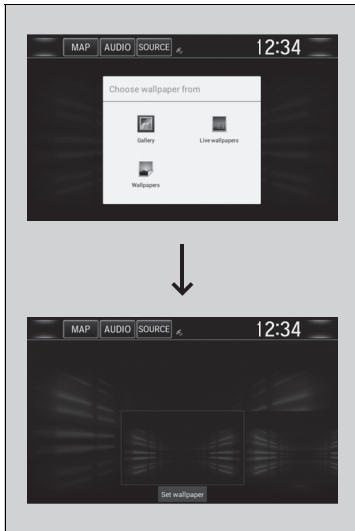 MAP AUDIO SOURCE 12:34
Choose wallpaper from
Gallery Live wallpapers
Wallpapers
MAP AUDIO SOURCE 12:34
Set wallpaper